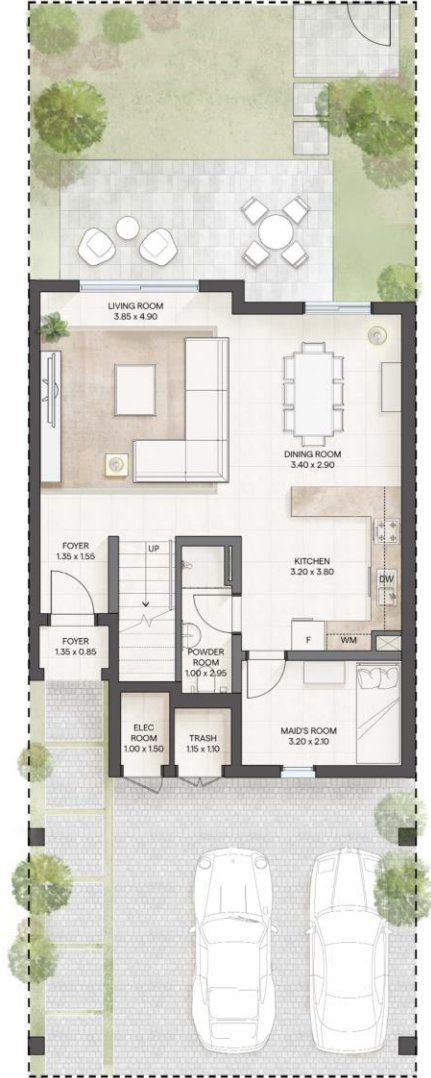 LIVING ROOM
3.85 x 4.90
DINING ROOM
3.40 x 2.90
FOYER
1.35 x 1.55
UP
KITCHEN
3.20 x 3.80
DW
FOYER
1.35 x 0.85
POWDER
ROOM
1.00 x 2.95
F
WM
ELEC
ROOM
1.00 x 1.50
TRASH
1.15 x 1.10
MAID'S ROOM
3.20 x 2.10